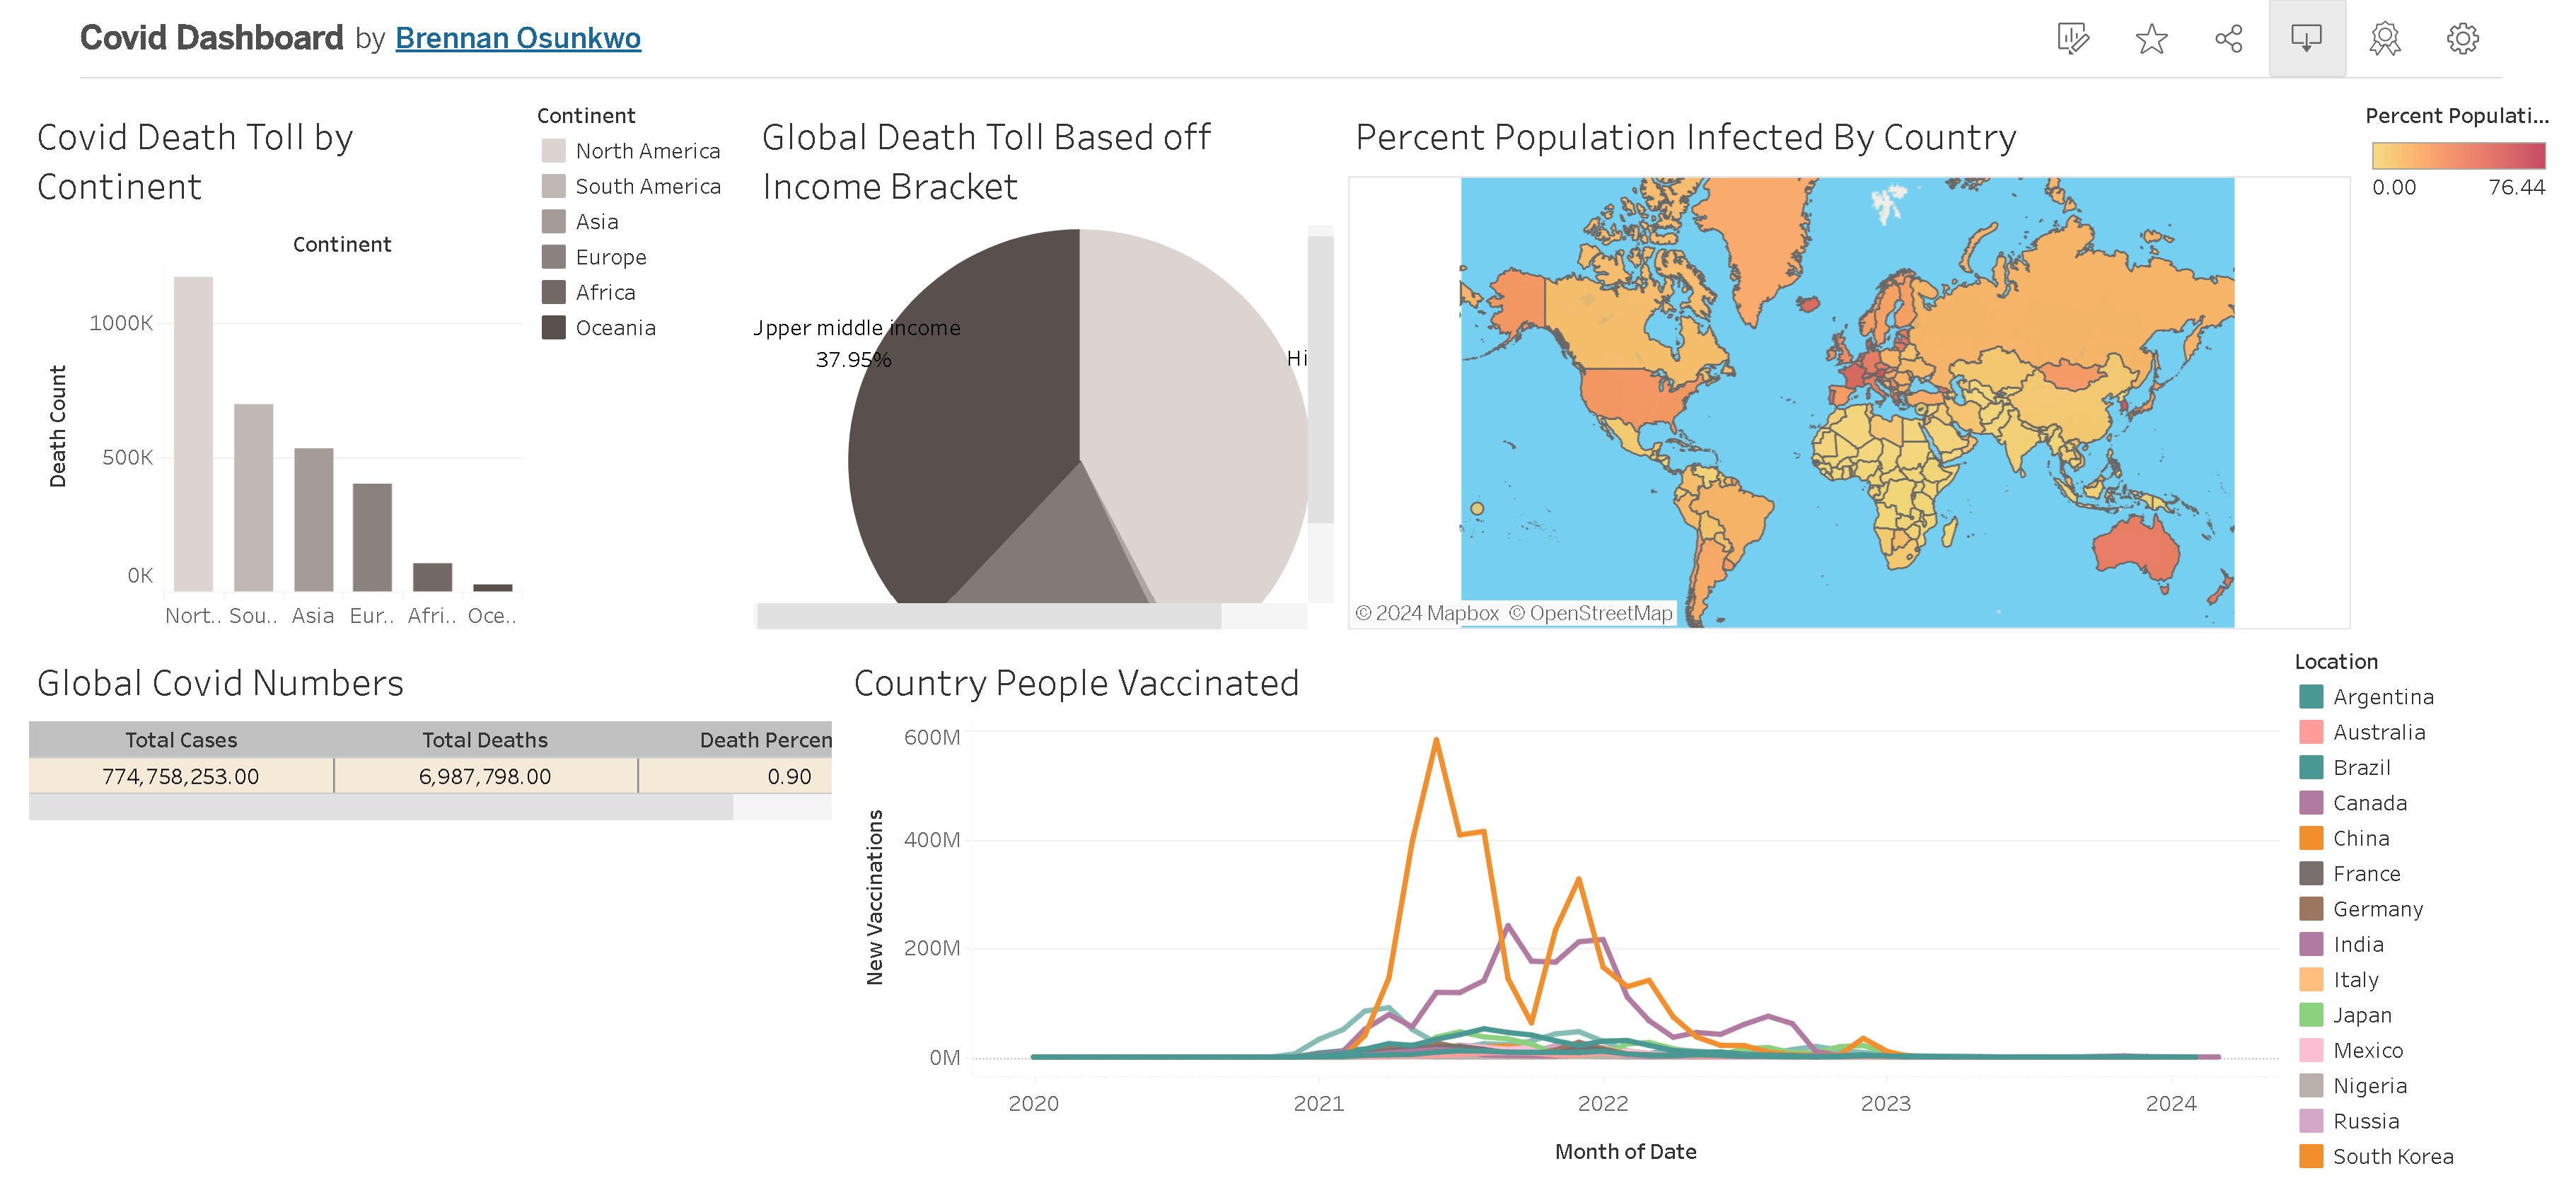 Covid Dashboard by Brennan Osunkwo
Covid Death Toll by
Continent
Continent
1000K
500K
0K
Death Count
Nort.. Sou.. Asia Eur.. Afri.. Oce..
Continent
North America
South America
Asia
Europe
Africa
Oceania
Global Death Toll Based off
Income Bracket
Jpper middle income
37.95%
Hi
Percent Population Infected By Country
© 2024 Mapbox © OpenStreetMap
Percent Populati...
0.00 76.44
Global Covid Numbers
Total Cases Total Deaths Death Percen
774,758,253.00 6,987,798.00 0.90
Country People Vaccinated
600M
400M
200M
0M
New Vaccinations
2020 2021 2022 2023 2024
Month of Date
Location
Argentina
Australia
Brazil
Canada
China
France
Germany
India
Italy
Japan
Mexico
Nigeria
Russia
South Korea